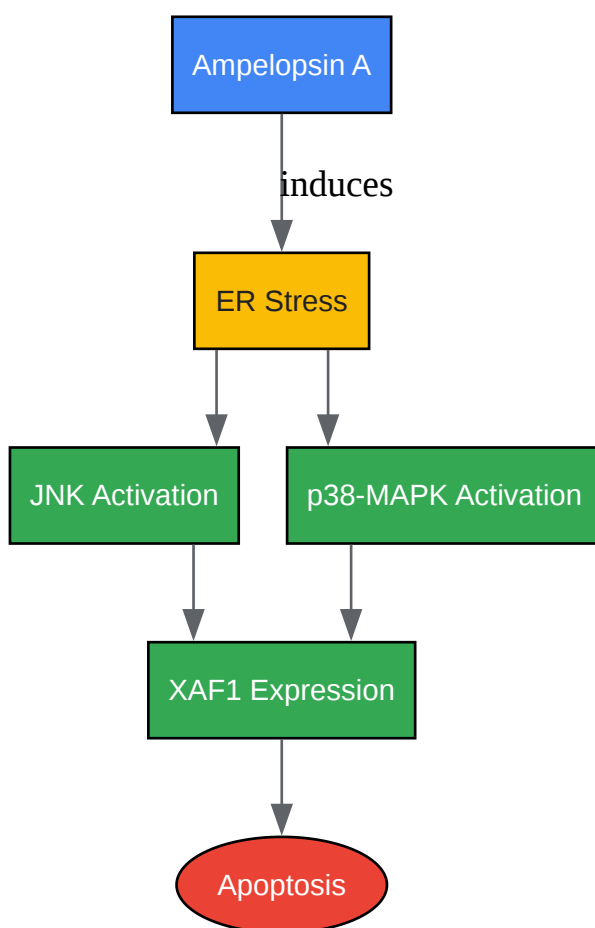 Ampelopsin A
induces
ER Stress
JNK Activation
p38-MAPK Activation
XAF1 Expression
Apoptosis